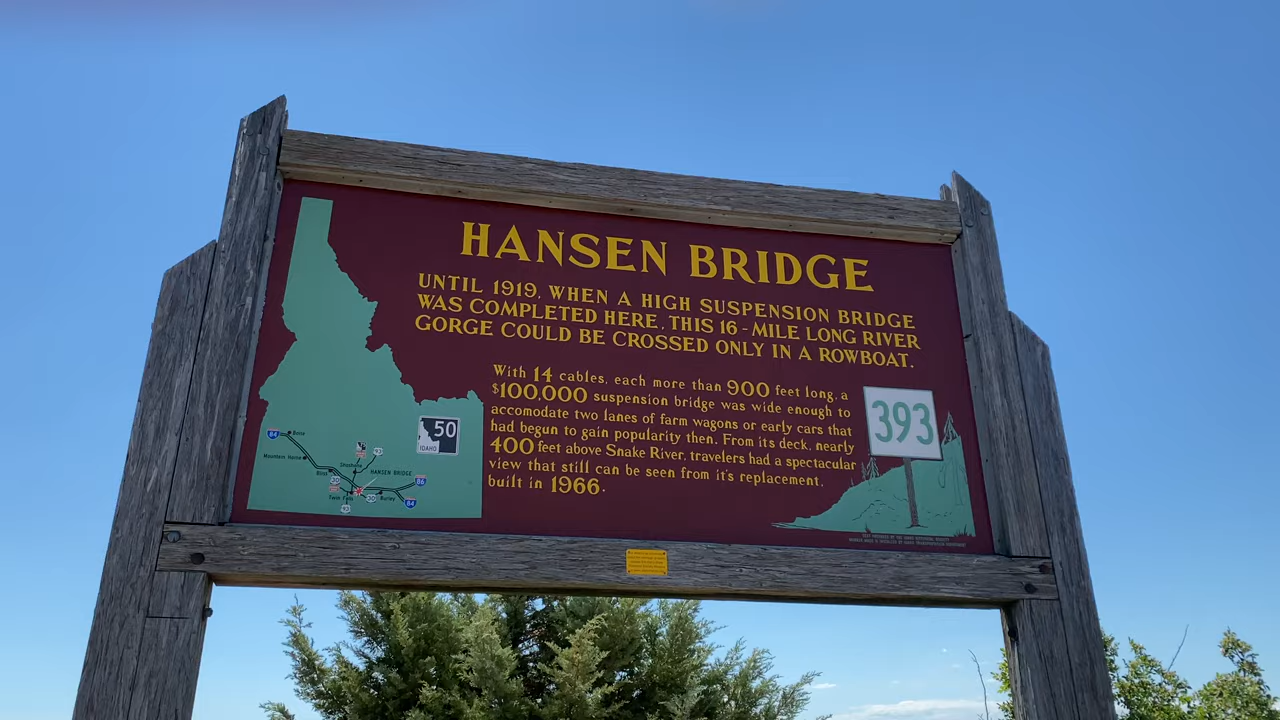 HANSEN BRIDGE
UNTIL 1919, WHEN A HIGH SUSPENSION BRIDGE
WAS COMPLETED HERE, THIS 16-MILE LONG RIVER
GORGE COULD BE CROSSED ONLY IN A ROWBOAT.
With 14 cables, each more than 900 feet long, a
$100,000 suspension bridge was wide enough to
accomodate two lanes of farm wagons or early cars that
had begun to gain popularity then. From its deck, nearly
400 feet above Snake River, travelers had a spectacular
view that still can be seen from it's replacement,
built in 1966.
393
50
IDAHO
84
Boise
Mountain Home
Bliss
Shoshone
93
HANSEN BRIDGE
86
30
Twin Falls
30
Burley
84
93